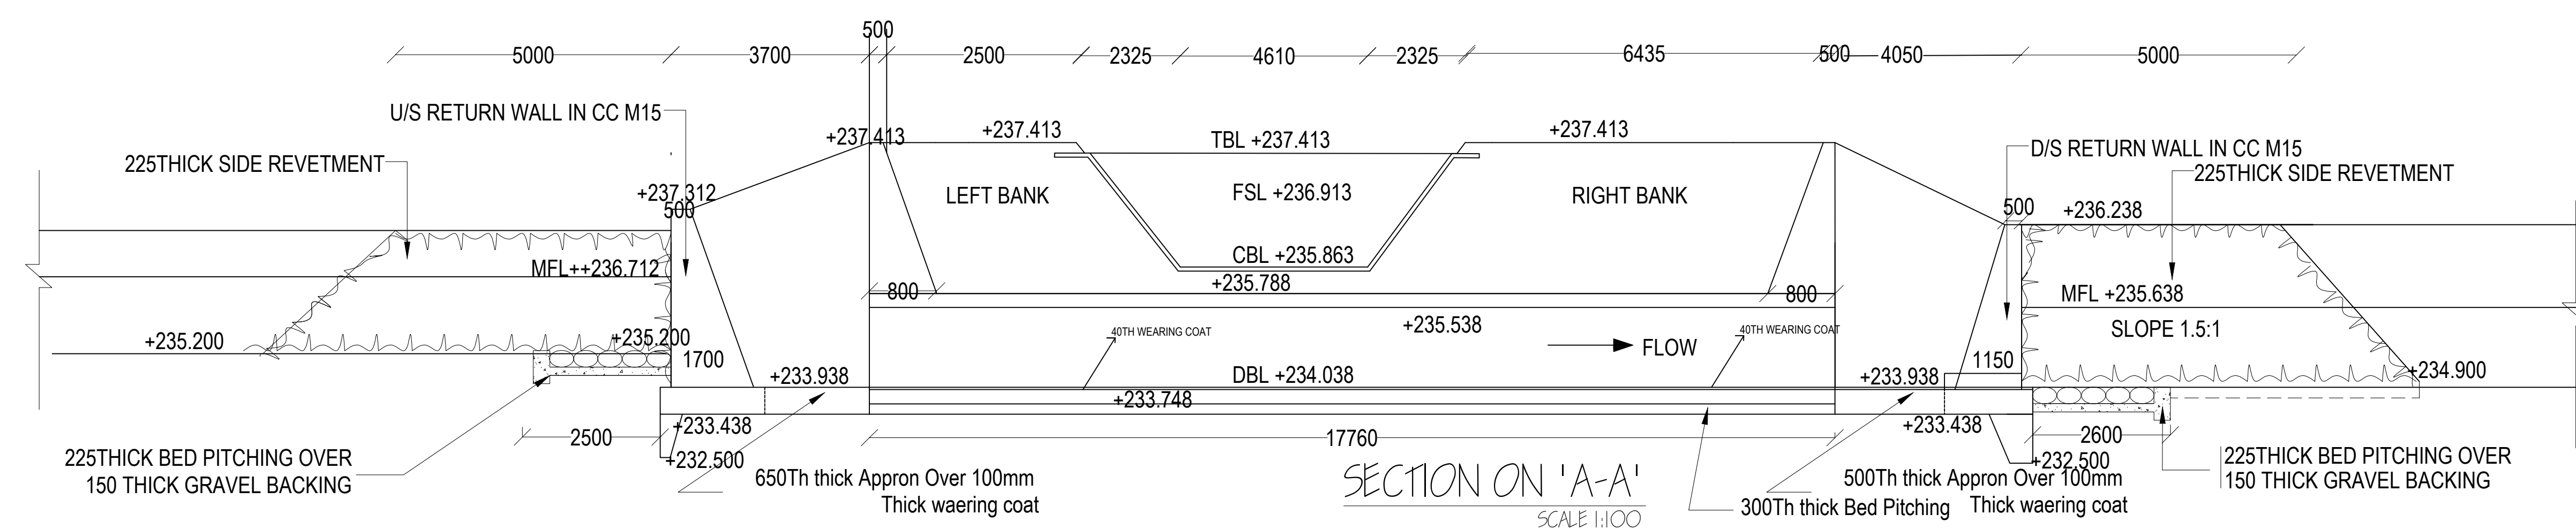 500
5000
3700
2500
2325
4610
2325
6435
500
4050
5000
U/S RETURN WALL IN CC M15
+237.413
+237.413
TBL +237.413
+237.413
D/S RETURN WALL IN CC M15
225THICK SIDE REVETMENT
225THICK SIDE REVETMENT
+237.312
500
LEFT BANK
FSL +236.913
RIGHT BANK
500
+236.238
MFL++236.712
CBL +235.863
+235.788
800
800
MFL +235.638
+235.200
+235.200
40TH WEARING COAT
+235.538
40TH WEARING COAT
SLOPE 1.5:1
FLOW
1700
1150
+233.938
DBL +234.038
+233.938
+234.900
+233.748
+233.438
+233.438
2500
17760
2600
+232.500
+232.500
225THICK BED PITCHING OVER
150 THICK GRAVEL BACKING
650Th thick Appron Over 100mm
Thick waering coat
SECTION ON 'A-A'
SCALE 1:100
300Th thick Bed Pitching
500Th thick Appron Over 100mm
Thick waering coat
225THICK BED PITCHING OVER
150 THICK GRAVEL BACKING